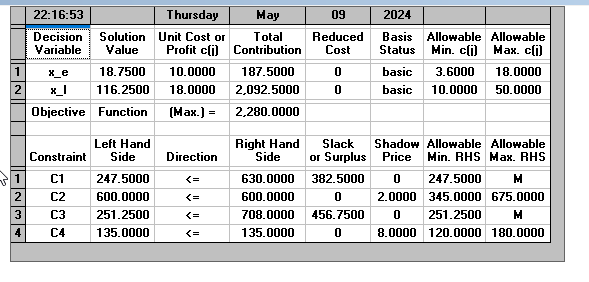 22:16:53 Thursday May 09 2024
Decision Solution Unit Cost or Total Reduced Basis Allowable Allowable
Variable Value Profit c(j) Contribution Cost Status Min. c(j) Max. c(j)
1 x_e 18.7500 10.0000 187.5000 0 basic 3.6000 18.0000
2 x_l 116.2500 18.0000 2,092.5000 0 basic 10.0000 50.0000
Objective Function (Max.) = 2,280.0000
Left Hand Right Hand Slack Shadow Allowable Allowable
Constraint Side Direction Side or Surplus Price Min. RHS Max. RHS
1 C1 247.5000 <= 630.0000 382.5000 0 247.5000 M
2 C2 600.0000 <= 600.0000 0 2.0000 345.0000 675.0000
3 C3 251.2500 <= 708.0000 456.7500 0 251.2500 M
4 C4 135.0000 <= 135.0000 0 8.0000 120.0000 180.0000